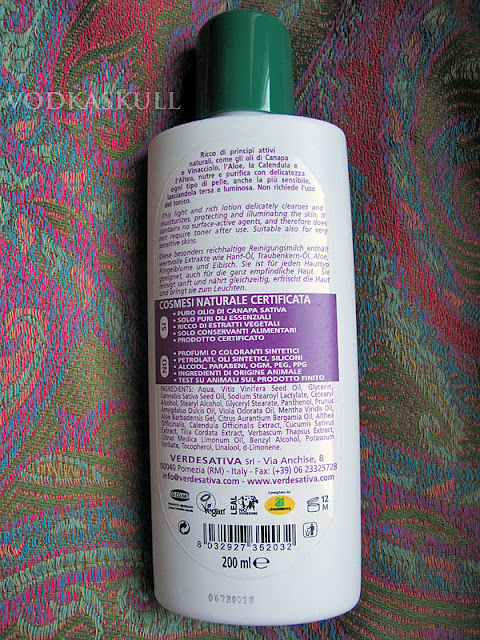 VODKASKULL
Ricco di principi attivi
naturali, come gli oli di Canapa
e Vinacciolo, l'Aloe, la Calendula e
l'Altea, nutre e purifica con delicatezza
ogni tipo di pelle, anche la più sensibile,
lasciandola tersa e luminosa. Non richiede l'uso
del tonico.
This light and rich lotion delicately cleanses and
moisturizes, protecting and illuminating the skin. It
contains no surface-active agents, and therefore does
not require toner after use. Suitable also for very
sensitive skins.
Diese besonders reichhaltige Reinigungsmilch enthält
wertvolle Extrakte wie Hanf-Öl, Traubenkern-Öl, Aloe,
Ringelblume und Eibisch. Sie ist für jeden Hauttyp
geeignet, auch für die ganz empfindliche Haut. Sie
reinigt sanft und nährt gleichzeitig, erfrischt die Haut
und bringt sie zum Leuchten.
COSMESI NATURALE CERTIFICATA
SI
• PURO OLIO DI CANAPA SATIVA
• SOLO PURI OLI ESSENZIALI
• RICCO DI ESTRATTI VEGETALI
• SOLO CONSERVANTI ALIMENTARI
• PRODOTTO CERTIFICATO
NO
• PROFUMI O COLORANTI SINTETICI
• PETROLATI, OLI SINTETICI, SILICONI
• ALCOOL, PARABENI, OGM, PEG, PPG
• INGREDIENTI DI ORIGINE ANIMALE
• TEST SU ANIMALI SUL PRODOTTO FINITO
INGREDIENTS: Aqua, Vitis Vinifera Seed Oil, Glycerin,
Cannabis Sativa Seed Oil, Sodium Stearoyl Lactylate, Cetearyl
Alcohol, Stearyl Alcohol, Glyceryl Stearate, Panthenol, Prunus
Amygdalus Dulcis Oil, Viola Odorata Oil, Mentha Viridis Oil,
Aloe Barbadensis Gel, Citrus Aurantium Bergamia Oil, Althea
Officinalis, Calendula Officinalis Extract, Cucumis Sativus
Extract, Tilia Cordata Extract, Verbascum Thapsus Extract,
Citrus Medica Limonum Oil, Benzyl Alcohol, Potassium
Sorbate, Tocopherol, Linalool, Limonene, Citral
VERDESATIVA Srl - Via Anchise, 8
00040 Pomezia (RM) - Italy - Fax: (+39) 06 23325728
info@verdesativa.com - www.verdesativa.com
Vegan
LEAL
Consigliato da:
LEGAMBIENTE
12
M
8 032927 352032
200 ml ℮